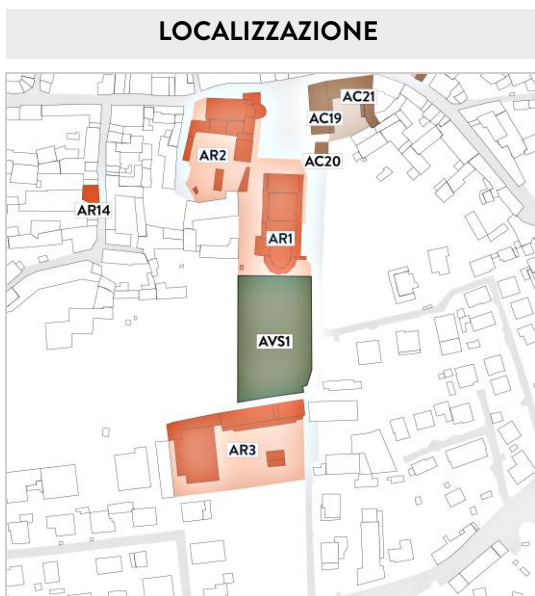 LOCALIZZAZIONE
AC21
AC19
AC20
AR2
AR14
AR1
AVS1
AR3